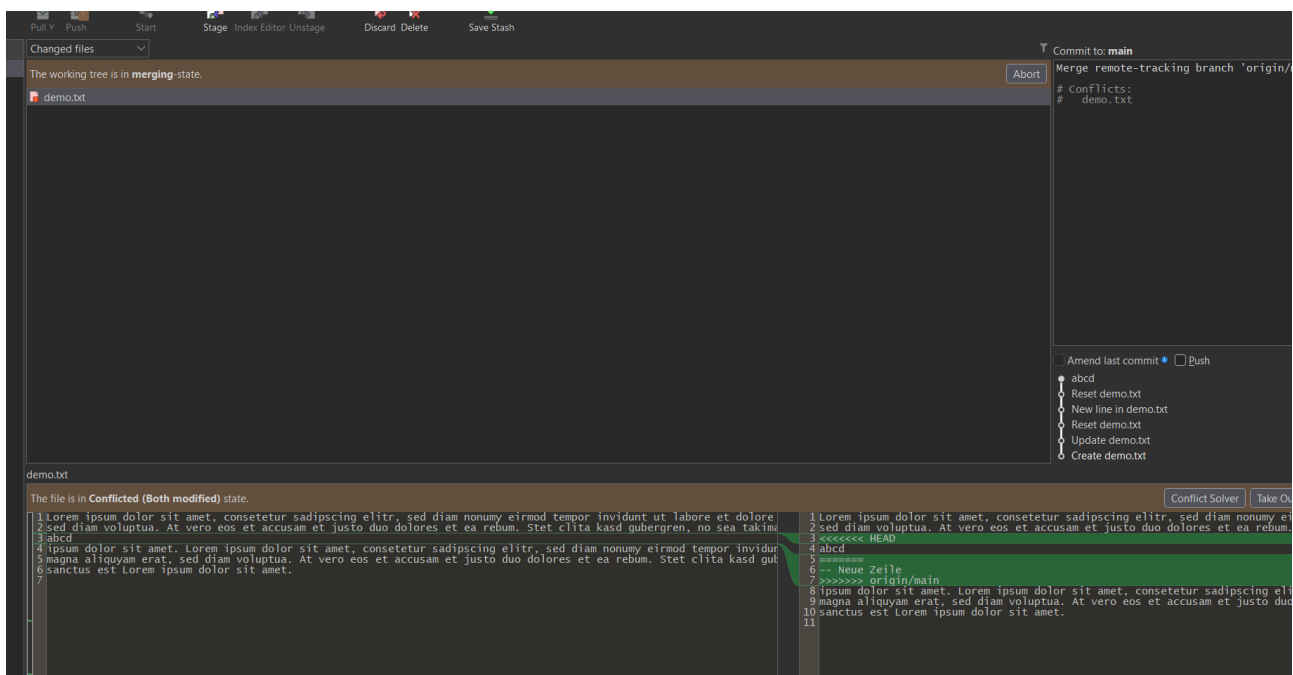 Pull Push Start Stage Index Editor Unstage Discard Delete Save Stash
Changed files
Commit to: main
The working tree is in merging-state. Abort
Merge remote-tracking branch 'origin/
demo.txt
# Conflicts:
# demo.txt
Amend last commit Push
abcd
Reset demo.txt
New line in demo.txt
Reset demo.txt
Update demo.txt
Create demo.txt
demo.txt
The file is in Conflicted (Both modified) state. Conflict Solver Take Ou
1 Lorem ipsum dolor sit amet, consetetur sadipscing elitr, sed diam nonumy eirmod tempor invidunt ut labore et dolore
2 sed diam voluptua. At vero eos et accusam et justo duo dolores et ea rebum. Stet clita kasd gubergren, no sea takima
3 abcd
4 ipsum dolor sit amet. Lorem ipsum dolor sit amet, consetetur sadipscing elitr, sed diam nonumy eirmod tempor invidun
5 magna aliquyam erat, sed diam voluptua. At vero eos et accusam et justo duo dolores et ea rebum. Stet clita kasd gub
6 sanctus est Lorem ipsum dolor sit amet.
7
1 Lorem ipsum dolor sit amet, consetetur sadipscing elitr, sed diam nonumy ei
2 sed diam voluptua. At vero eos et accusam et justo duo dolores et ea rebum.
3 <<<<<<< HEAD
4 abcd
5 =======
6 -- Neue Zeile
7 >>>>>>> origin/main
8 ipsum dolor sit amet. Lorem ipsum dolor sit amet, consetetur sadipscing eli
9 magna aliquyam erat, sed diam voluptua. At vero eos et accusam et justo duo
10 sanctus est Lorem ipsum dolor sit amet.
11